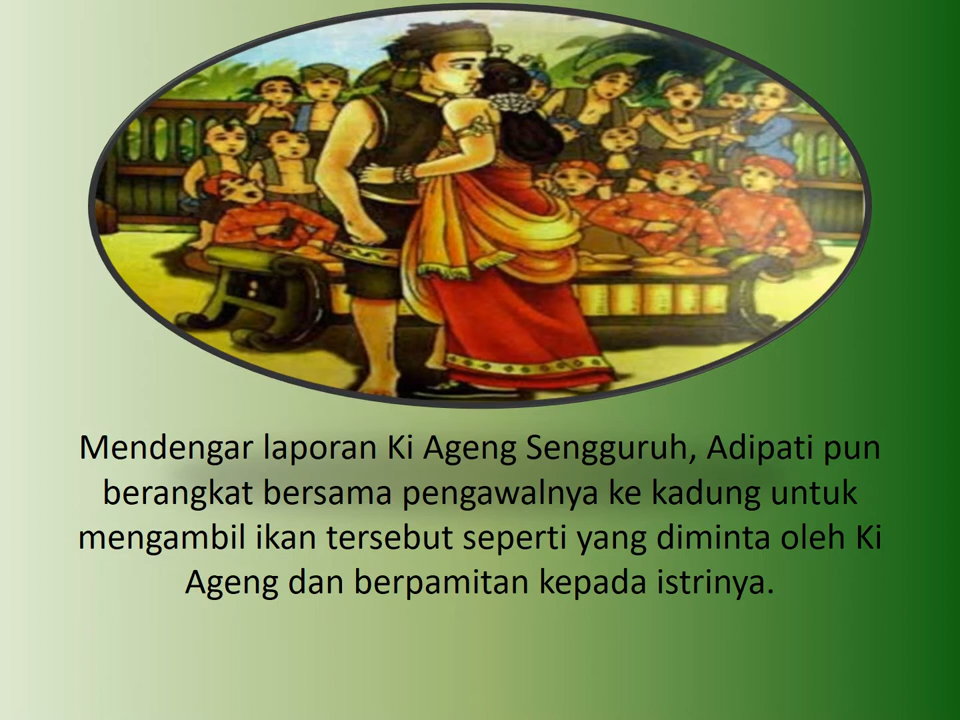 Mendengar laporan Ki Ageng Sengguruh, Adipati pun
berangkat bersama pengawalnya ke kadung untuk
mengambil ikan tersebut seperti yang diminta oleh Ki
Ageng dan berpamitan kepada istrinya.